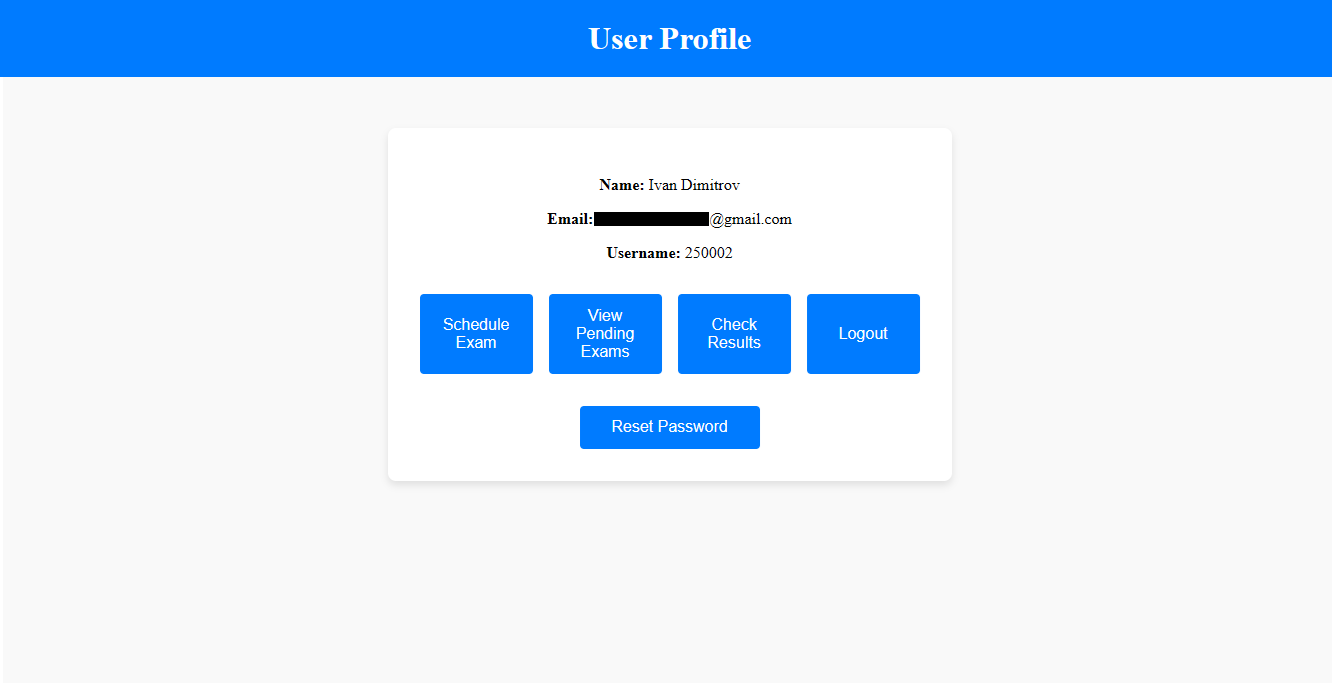 User Profile
Name: Ivan Dimitrov
Email: @gmail.com
Username: 250002
Schedule
Exam
View
Pending
Exams
Check
Results
Logout
Reset Password